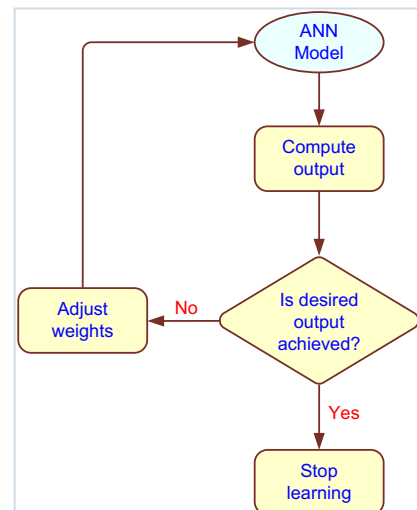 ANN
Model
Compute
output
Is desired
output
achieved?
No
Adjust
weights
Yes
Stop
learning